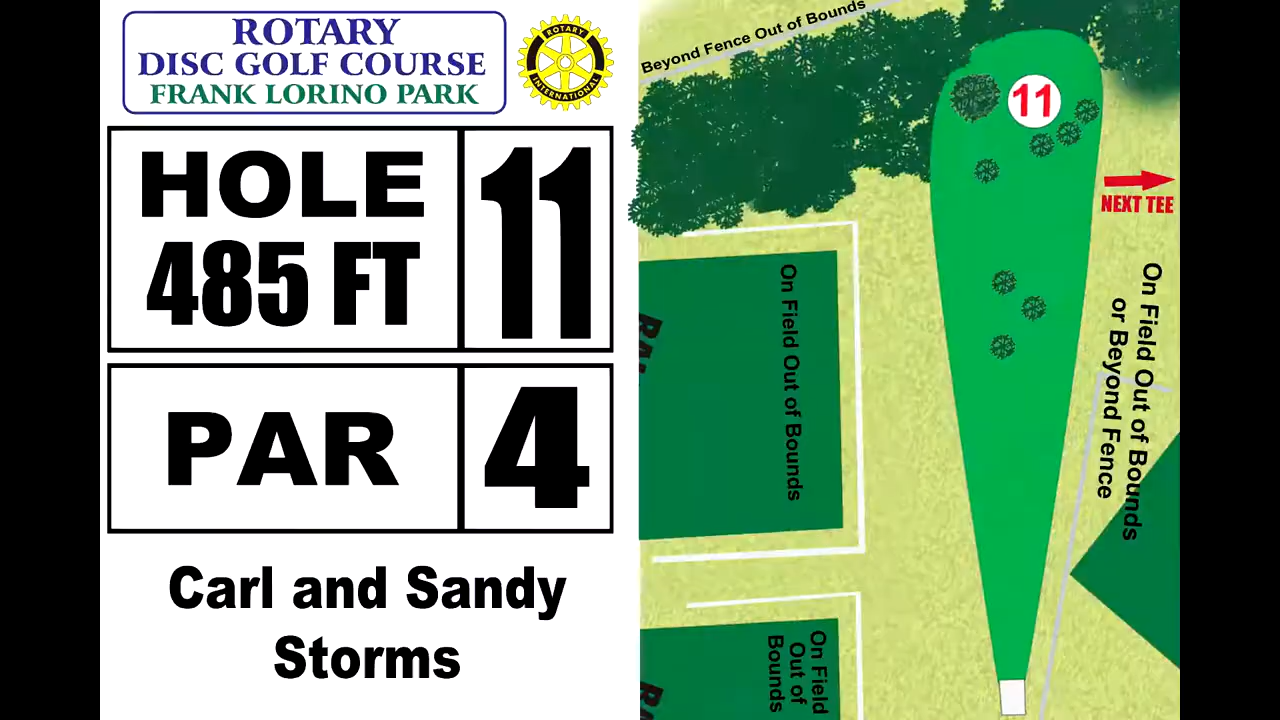 ROTARY
DISC GOLF COURSE
FRANK LORINO PARK
ROTARY
INTERNATIONAL
HOLE
485 FT
11
PAR
4
Carl and Sandy
Storms
Beyond Fence Out of Bounds
11
NEXT TEE
On Field Out of Bounds
On Field Out of Bounds
or Beyond Fence
On Field
Out of
Bounds